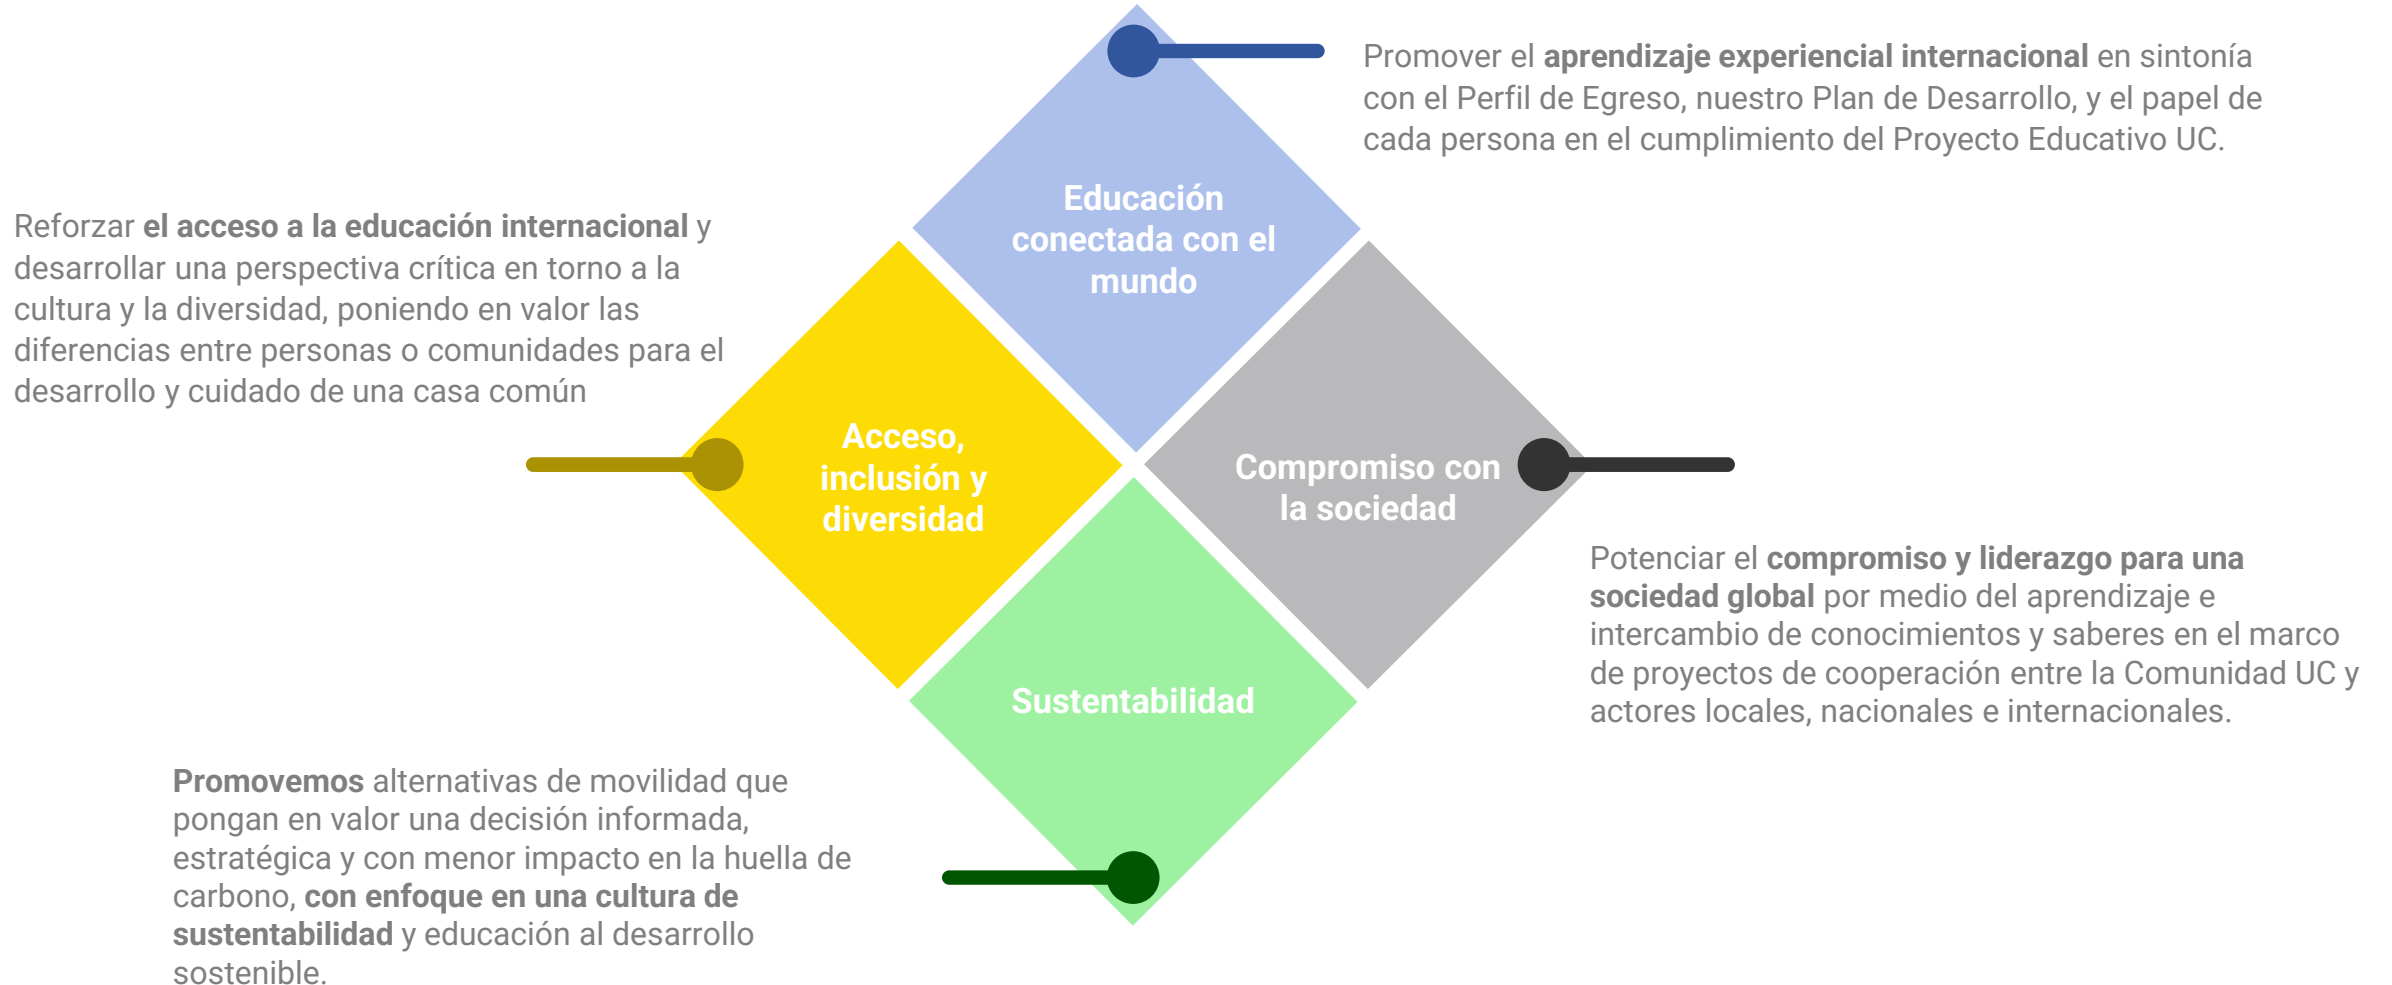 Promover el aprendizaje experiencial internacional en sintonía
con el Perfil de Egreso, nuestro Plan de Desarrollo, y el papel de
cada persona en el cumplimiento del Proyecto Educativo UC.
Educación
conectada con el
mundo
Reforzar el acceso a la educación internacional y
desarrollar una perspectiva crítica en torno a la
cultura y la diversidad, poniendo en valor las
diferencias entre personas o comunidades para el
desarrollo y cuidado de una casa común
Acceso,
inclusión y
diversidad
Compromiso con
la sociedad
Potenciar el compromiso y liderazgo para una
sociedad global por medio del aprendizaje e
intercambio de conocimientos y saberes en el marco
de proyectos de cooperación entre la Comunidad UC y
actores locales, nacionales e internacionales.
Sustentabilidad
Promovemos alternativas de movilidad que
pongan en valor una decisión informada,
estratégica y con menor impacto en la huella de
carbono, con enfoque en una cultura de
sustentabilidad y educación al desarrollo
sostenible.